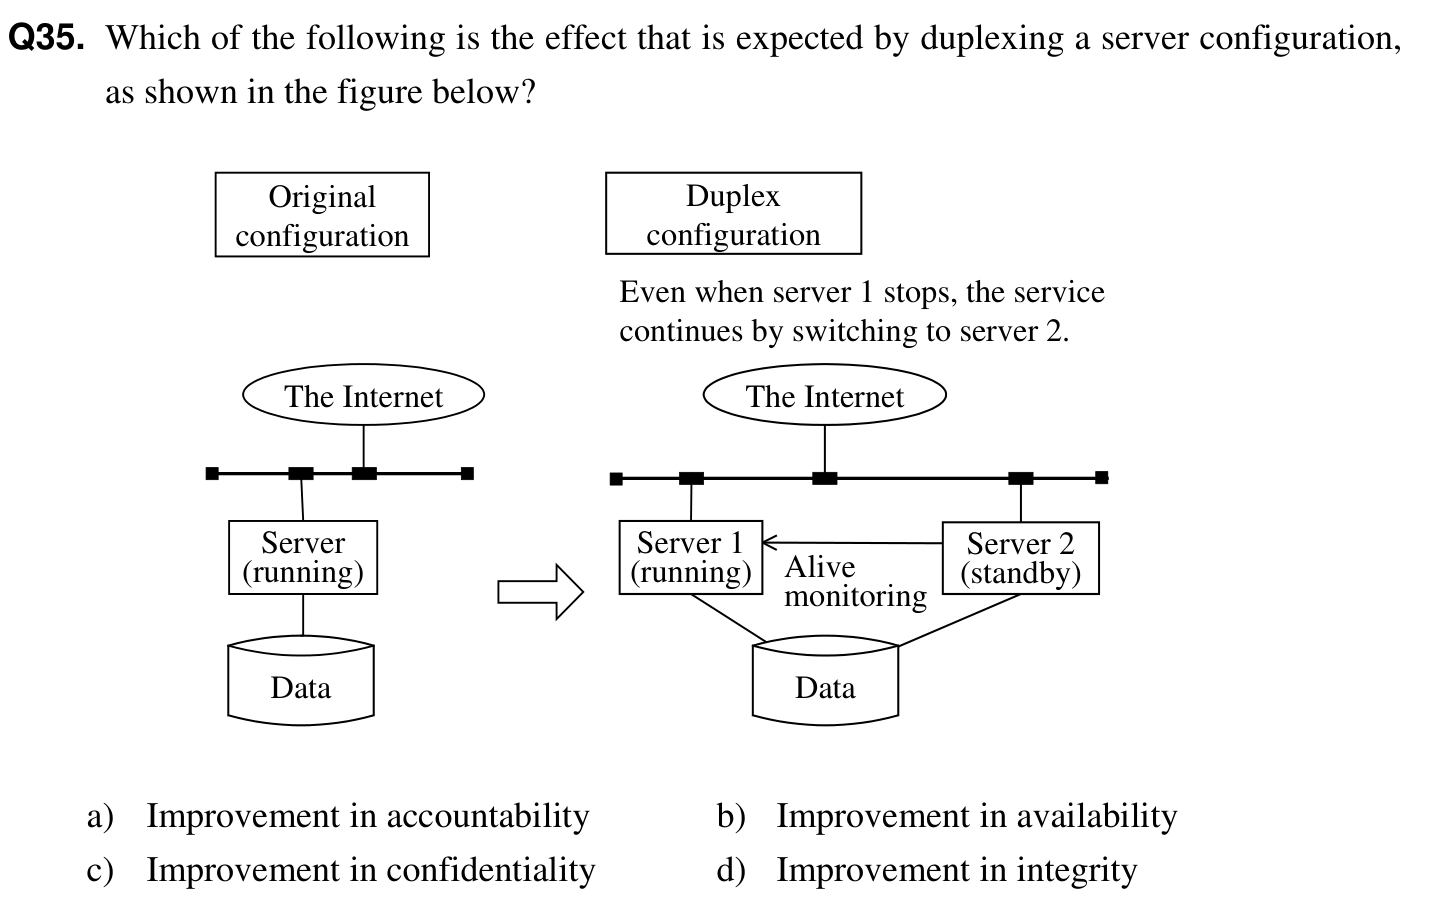 Q35. Which of the following is the effect that is expected by duplexing a server configuration,
as shown in the figure below?
Original
configuration
Duplex
configuration
Even when server 1 stops, the service
continues by switching to server 2.
The Internet
The Internet
Server
(running)
Server 1
(running)
Alive
monitoring
Server 2
(standby)
Data
Data
a) Improvement in accountability
b) Improvement in availability
c) Improvement in confidentiality
d) Improvement in integrity